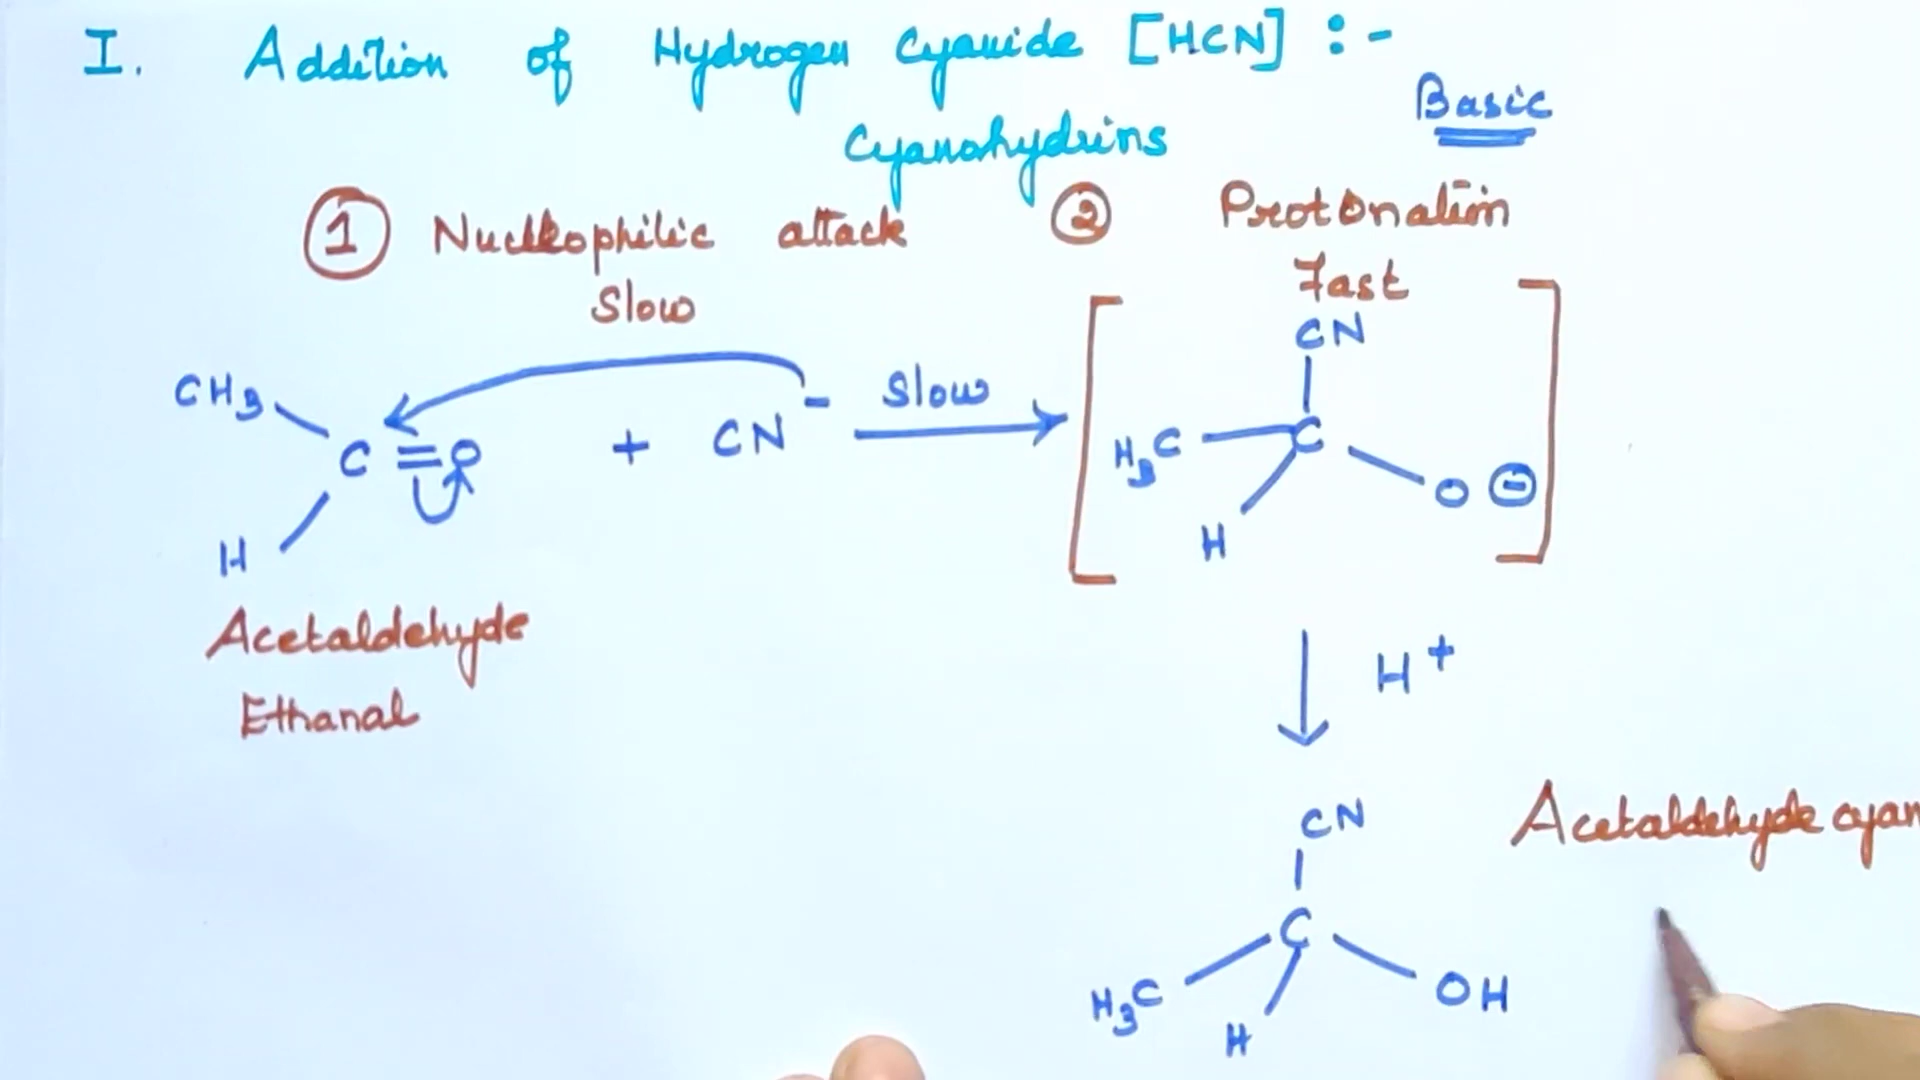 I. Addition of Hydrogen Cyanide [HCN] :-
Basic
Cyanohydrins
① Nucleophilic attack
Slow
② Protonation
Fast
CH3
C = O
H
+ CN-
Slow
CN
H3C C O ⊖
H
Acetaldehyde
Ethanal
H+
CN
C
H3C OH
H
Acetaldehyde cyan